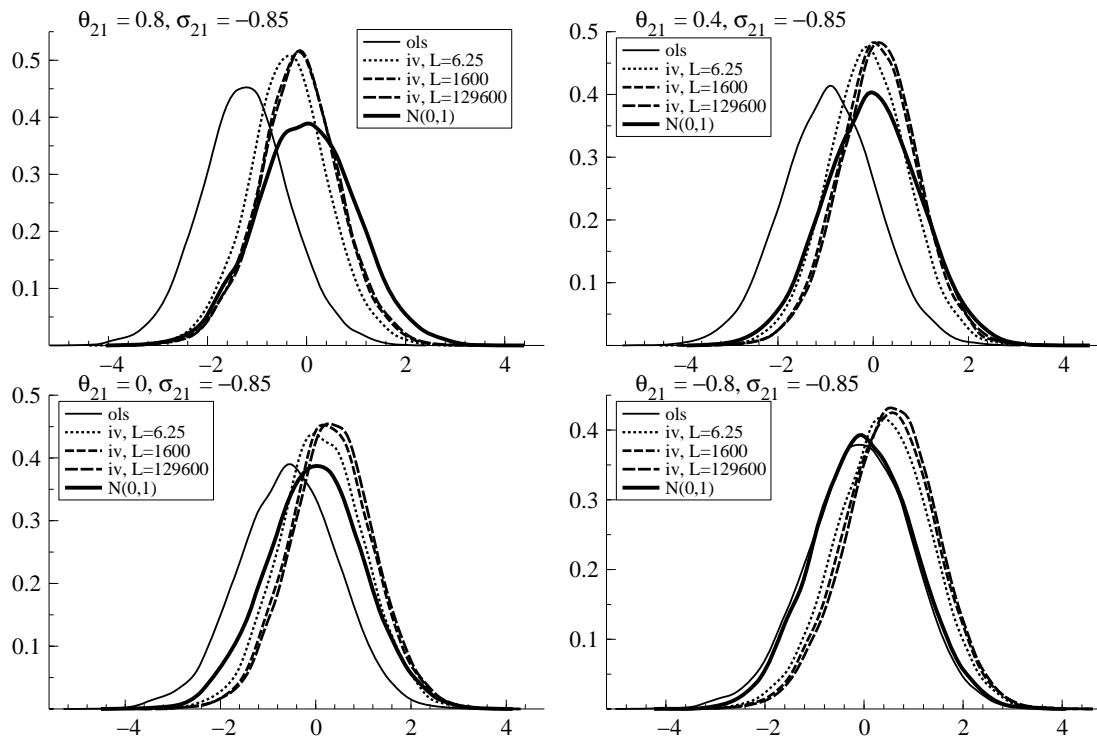 θ21 = 0.8, σ21 = −0.85
ols
iv, L=6.25
iv, L=1600
iv, L=129600
N(0,1)
0.5
0.4
0.3
0.2
0.1
−4 −2 0 2 4
θ21 = 0.4, σ21 = −0.85
ols
iv, L=6.25
iv, L=1600
iv, L=129600
N(0,1)
0.5
0.4
0.3
0.2
0.1
−4 −2 0 2 4
θ21 = 0, σ21 = −0.85
ols
iv, L=6.25
iv, L=1600
iv, L=129600
N(0,1)
0.5
0.4
0.3
0.2
0.1
−4 −2 0 2 4
θ21 = −0.8, σ21 = −0.85
ols
iv, L=6.25
iv, L=1600
iv, L=129600
N(0,1)
0.4
0.3
0.2
0.1
−4 −2 0 2 4